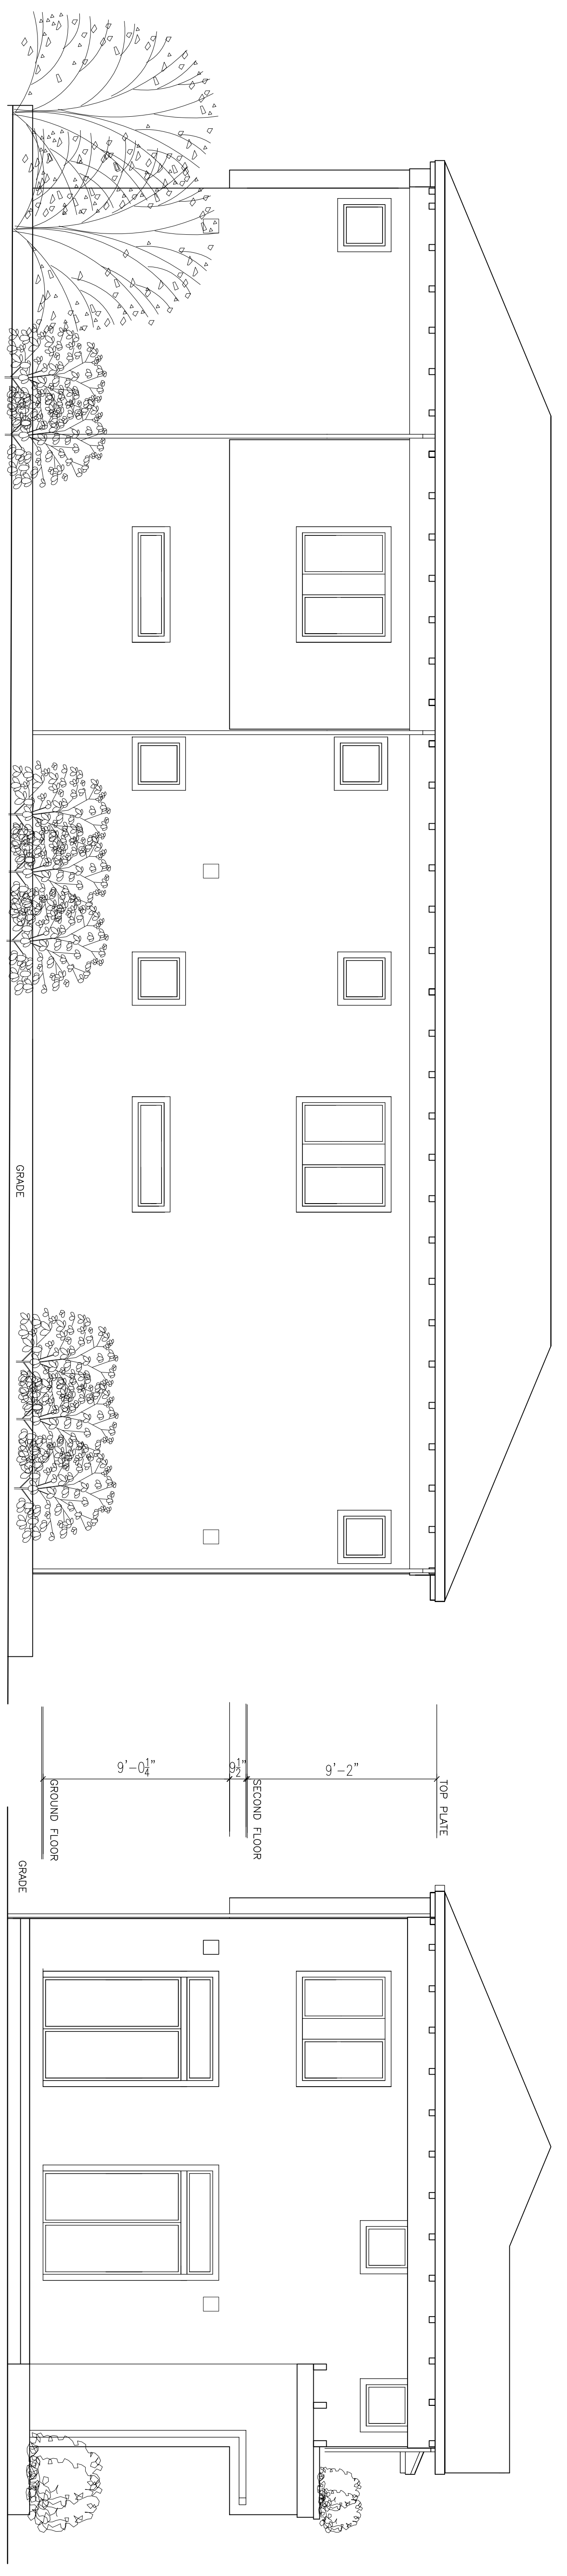 GRADE
TOP PLATE
9'-2"
SECOND FLOOR
9½"
9'-0¼"
GROUND FLOOR
GRADE